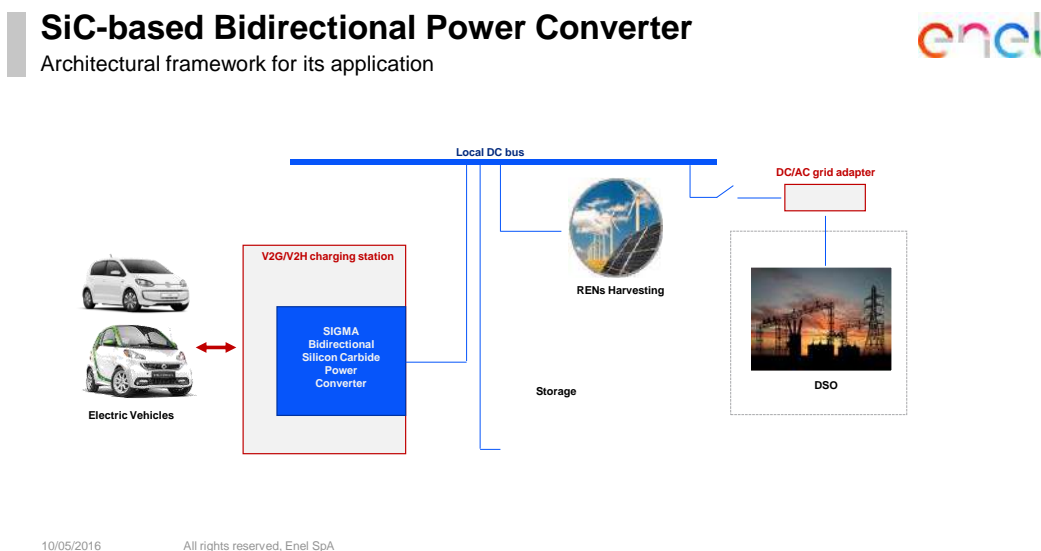 SiC-based Bidirectional Power Converter
Architectural framework for its application
enel
Local DC bus
DC/AC grid adapter
V2G/V2H charging station
RENs Harvesting
SIGMA
Bidirectional
Silicon Carbide
Power
Converter
Storage
DSO
Electric Vehicles
10/05/2016
All rights reserved, Enel SpA